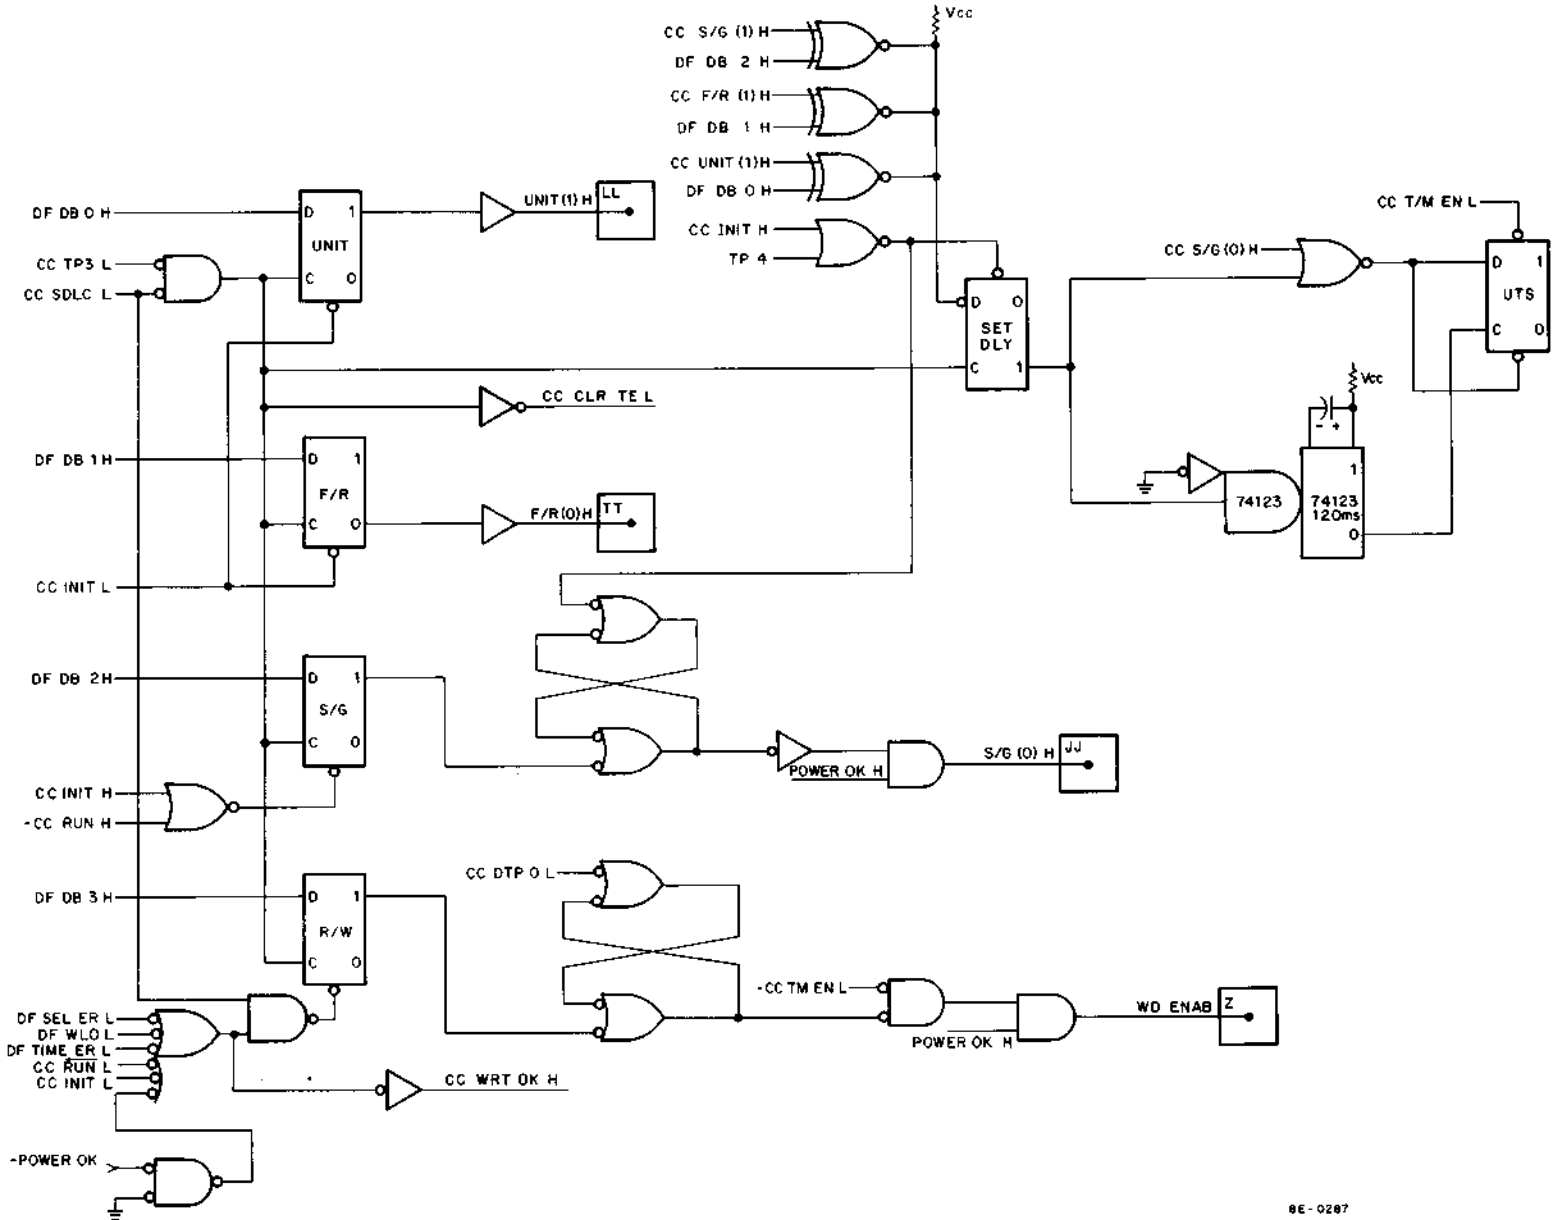 CC S/G (1) H
DF DB 2 H
Vcc
CC F/R (1) H
DF DB 1 H
CC UNIT (1) H
DF DB 0 H
CC INIT H
TP 4
DF DB 0 H
D 1
UNIT
C 0
UNIT(1) H
LL
CC TP3 L
CC SDLC L
D 0
SET
DLY
C 1
CC T/M EN L
CC S/G (0) H
D 1
UTS
C 0
CC CLR TE L
Vcc
- +
74123
1
74123
120ms
0
DF DB 1 H
D 1
F/R
C 0
F/R (0) H
TT
CC INIT L
DF DB 2 H
D 1
S/G
C 0
CC INIT H
-CC RUN H
POWER OK H
S/G (0) H
JJ
DF DB 3 H
D 1
R/W
C 0
CC DTP 0 L
-CC TM EN L
POWER OK H
WD ENAB
Z
DF SEL ER L
DF WLO L
DF TIME ER L
CC RUN L
CC INIT L
CC WRT OK H
-POWER OK
8E-0287